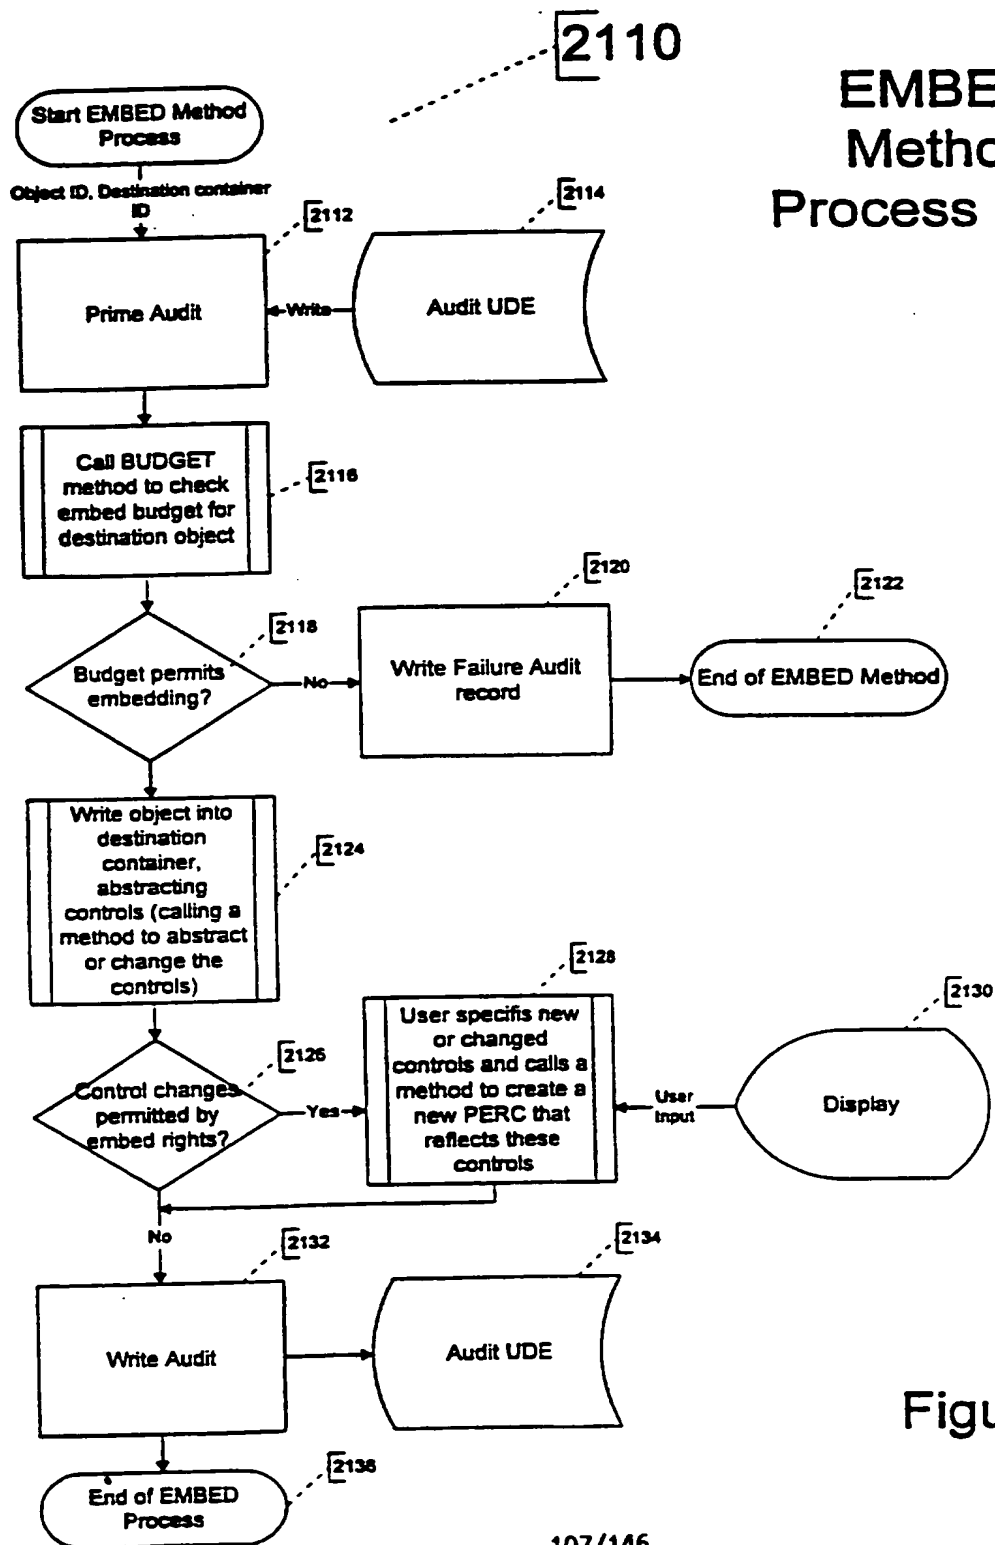 2110
EMBE
Metho
Process
Start EMBED Method
Process
Object ID, Destination container
ID
2112
2114
Prime Audit
Write
Audit UDE
Call BUDGET
method to check
embed budget for
destination object
2116
2118
Budget permits
embedding?
No
2120
Write Failure Audit
record
2122
End of EMBED Method
Write object into
destination
container,
abstracting
controls (calling a
method to abstract
or change the
controls)
2124
2126
Control changes
permitted by
embed rights?
Yes
2128
User specifis new
or changed
controls and calls a
method to create a
new PERC that
reflects these
controls
User
Input
2130
Display
No
2132
Write Audit
2134
Audit UDE
Figu
End of EMBED
Process
2136
107/146